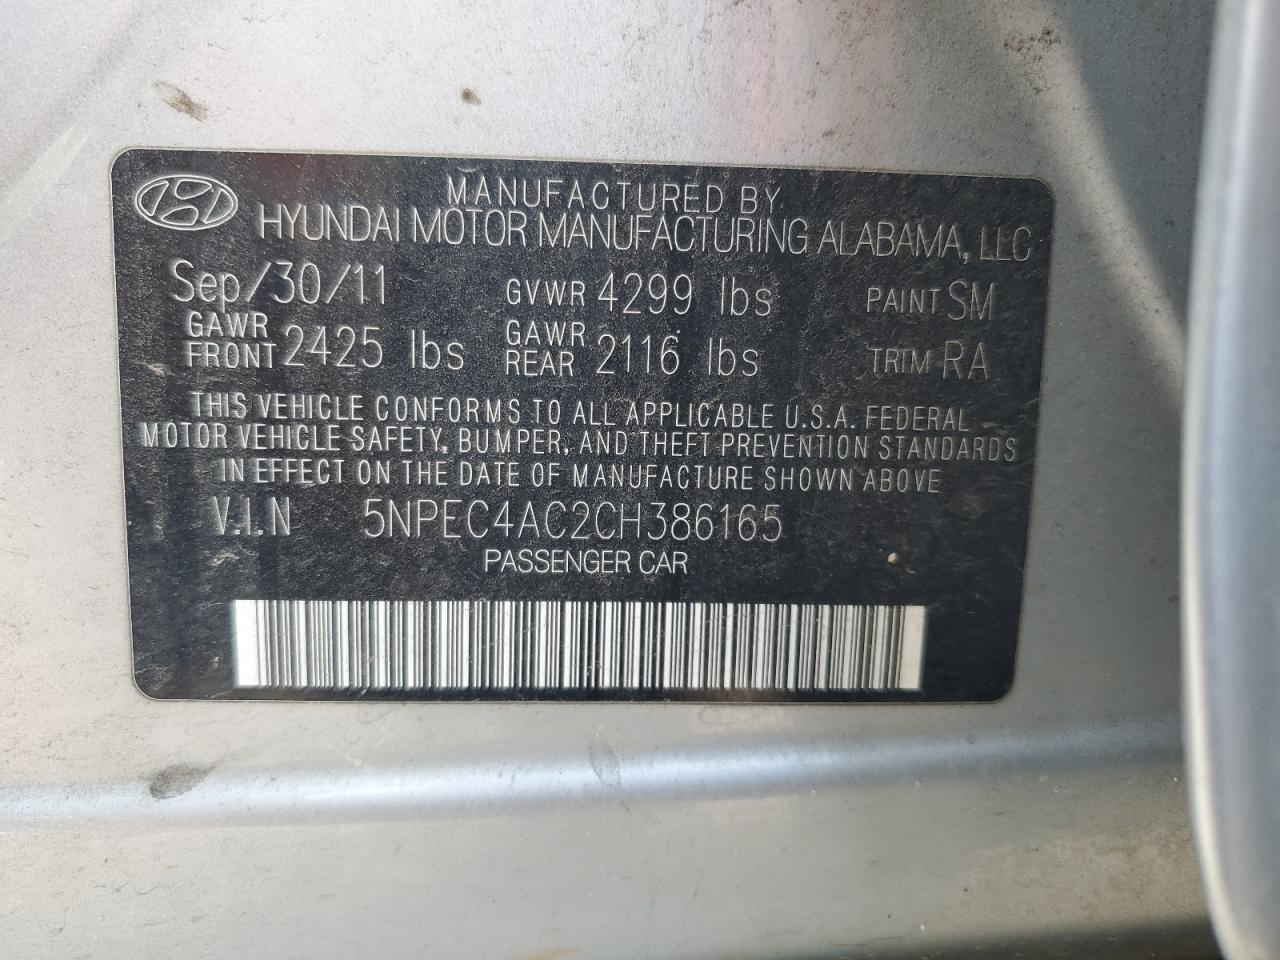 MANUFACTURED BY
HYUNDAI MOTOR MANUFACTURING ALABAMA, LLC
Sep/30/11 GVWR 4299 lbs PAINT SM
GAWR FRONT 2425 lbs GAWR REAR 2116 lbs TRIM RA
THIS VEHICLE CONFORMS TO ALL APPLICABLE U.S.A. FEDERAL
MOTOR VEHICLE SAFETY, BUMPER, AND THEFT PREVENTION STANDARDS
IN EFFECT ON THE DATE OF MANUFACTURE SHOWN ABOVE
V.I.N 5NPEC4AC2CH386165
PASSENGER CAR